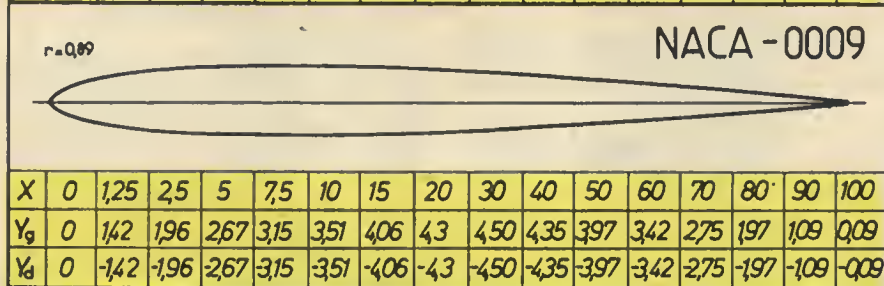 r=0,89
NACA-0009
X 0 1,25 2,5 5 7,5 10 15 20 30 40 50 60 70 80 90 100
Yg 0 1,42 1,96 2,67 3,15 3,51 4,06 4,3 4,50 4,35 3,97 3,42 2,75 1,97 1,09 0,09
Yd 0 -1,42 -1,96 -2,67 -3,15 -3,51 -4,06 -4,3 -4,50 -4,35 -3,97 -3,42 -2,75 -1,97 -1,09 -0,09